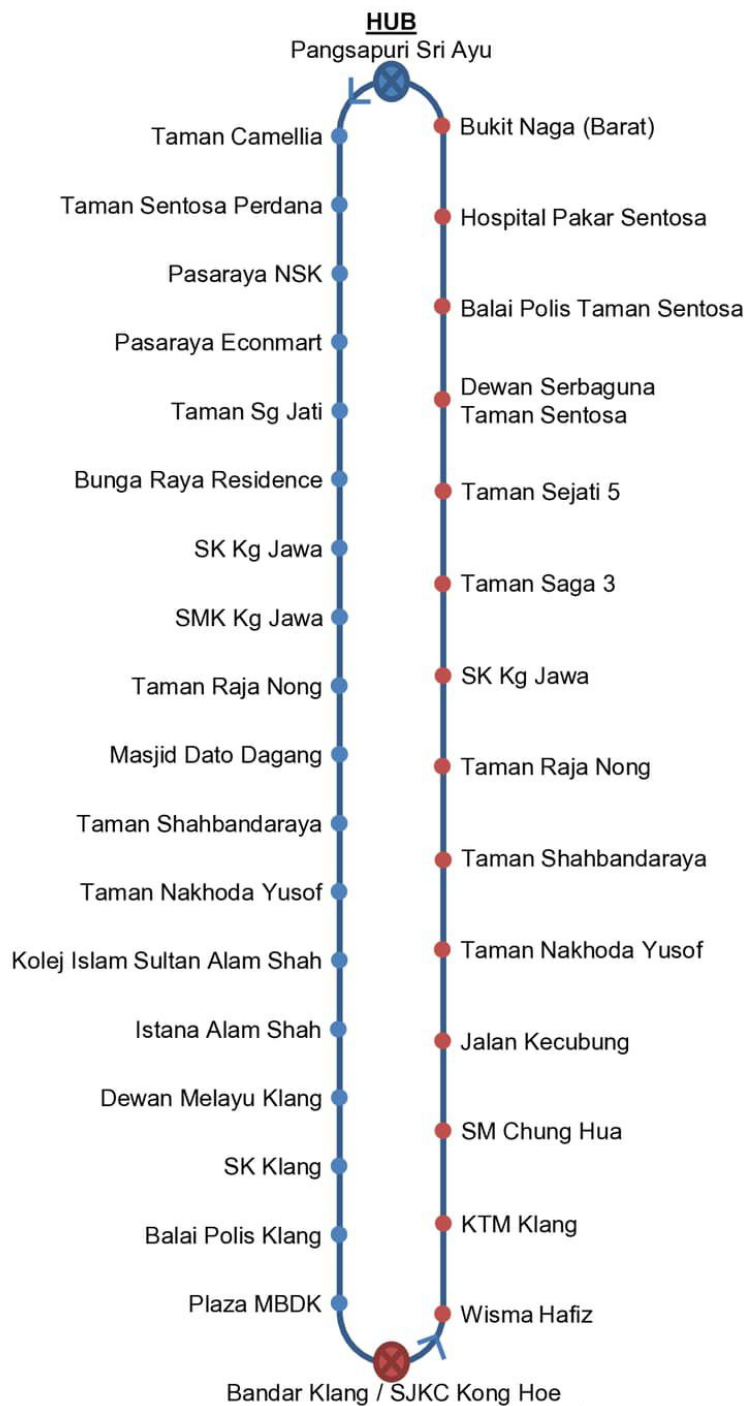 HUB
Pangsapuri Sri Ayu
Taman Camellia
Taman Sentosa Perdana
Pasaraya NSK
Pasaraya Econmart
Taman Sg Jati
Bunga Raya Residence
SK Kg Jawa
SMK Kg Jawa
Taman Raja Nong
Masjid Dato Dagang
Taman Shahbandaraya
Taman Nakhoda Yusof
Kolej Islam Sultan Alam Shah
Istana Alam Shah
Dewan Melayu Klang
SK Klang
Balai Polis Klang
Plaza MBDK
Bukit Naga (Barat)
Hospital Pakar Sentosa
Balai Polis Taman Sentosa
Dewan Serbaguna
Taman Sentosa
Taman Sejati 5
Taman Saga 3
SK Kg Jawa
Taman Raja Nong
Taman Shahbandaraya
Taman Nakhoda Yusof
Jalan Kecubung
SM Chung Hua
KTM Klang
Wisma Hafiz
Bandar Klang / SJKC Kong Hoe